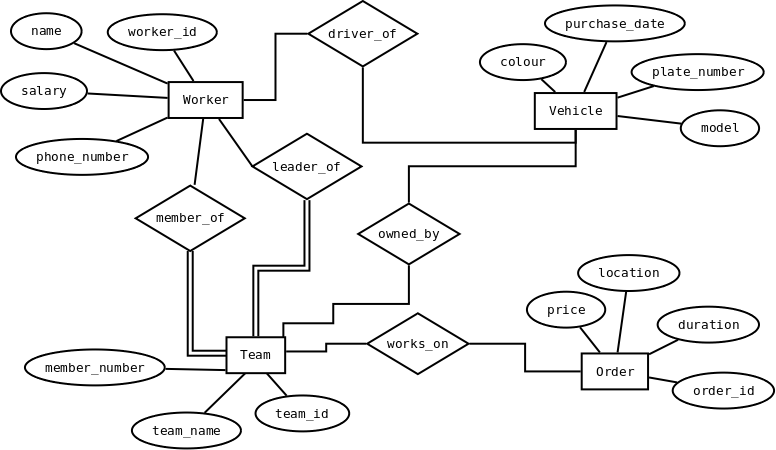 name
worker_id
driver_of
purchase_date
colour
plate_number
salary
Worker
Vehicle
model
phone_number
leader_of
member_of
owned_by
location
price
duration
works_on
Team
Order
member_number
order_id
team_id
team_name